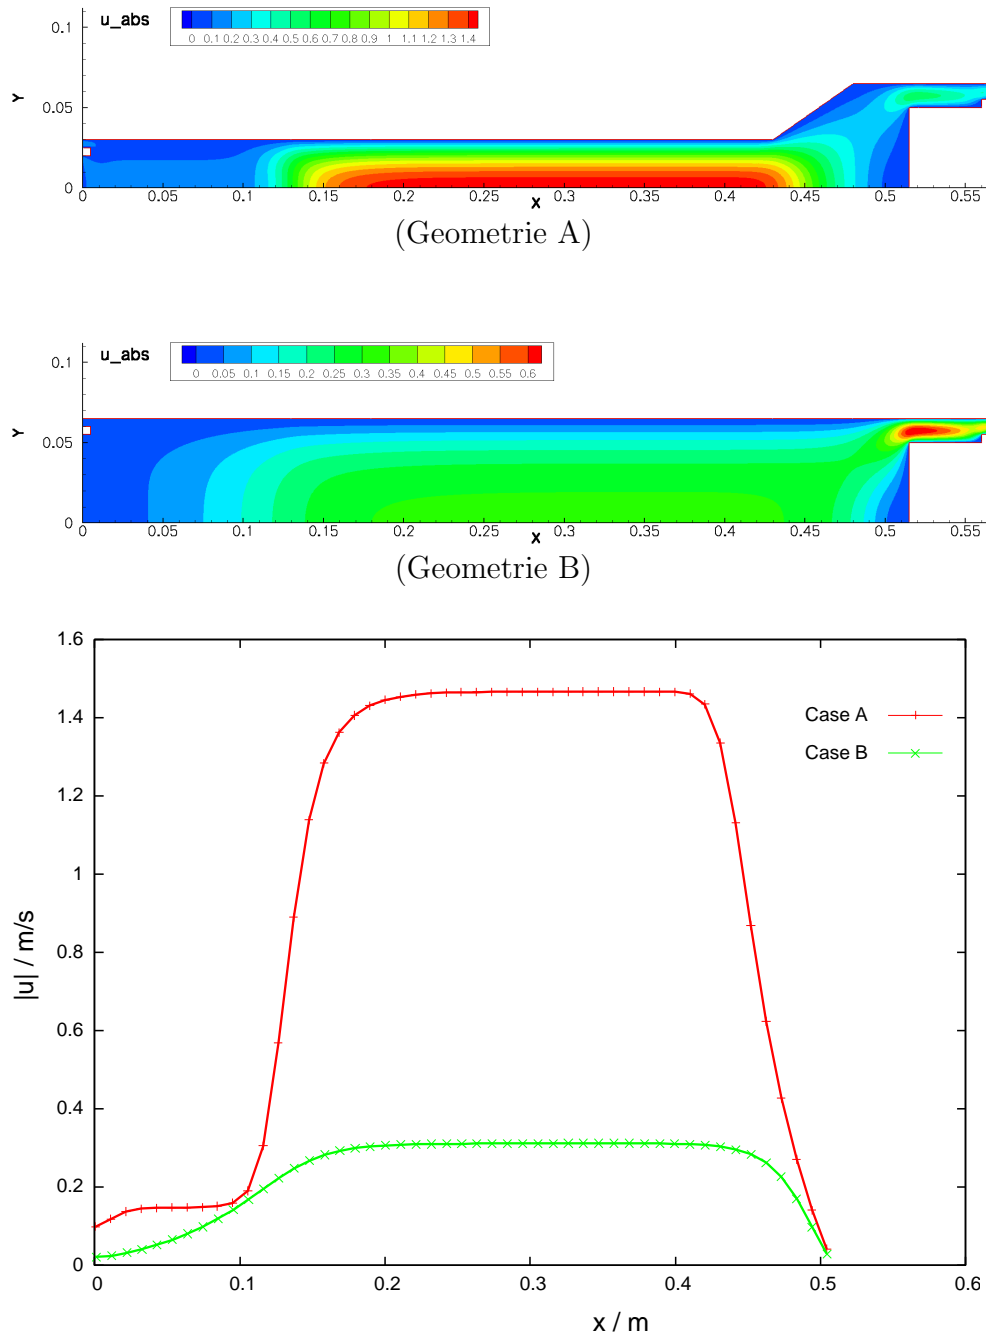 u_abs
0 0.1 0.2 0.3 0.4 0.5 0.6 0.7 0.8 0.9 1 1.1 1.2 1.3 1.4
0.1
Y
0.05
0
0 0.05 0.1 0.15 0.2 0.25 0.3 0.35 0.4 0.45 0.5 0.55
X
(Geometrie A)
u_abs
0 0.05 0.1 0.15 0.2 0.25 0.3 0.35 0.4 0.45 0.5 0.55 0.6
0.1
Y
0.05
0
0 0.05 0.1 0.15 0.2 0.25 0.3 0.35 0.4 0.45 0.5 0.55
X
(Geometrie B)
1.6
1.4
1.2
1
0.8
0.6
0.4
0.2
0
|u| / m/s
Case A
Case B
0 0.1 0.2 0.3 0.4 0.5 0.6
x / m